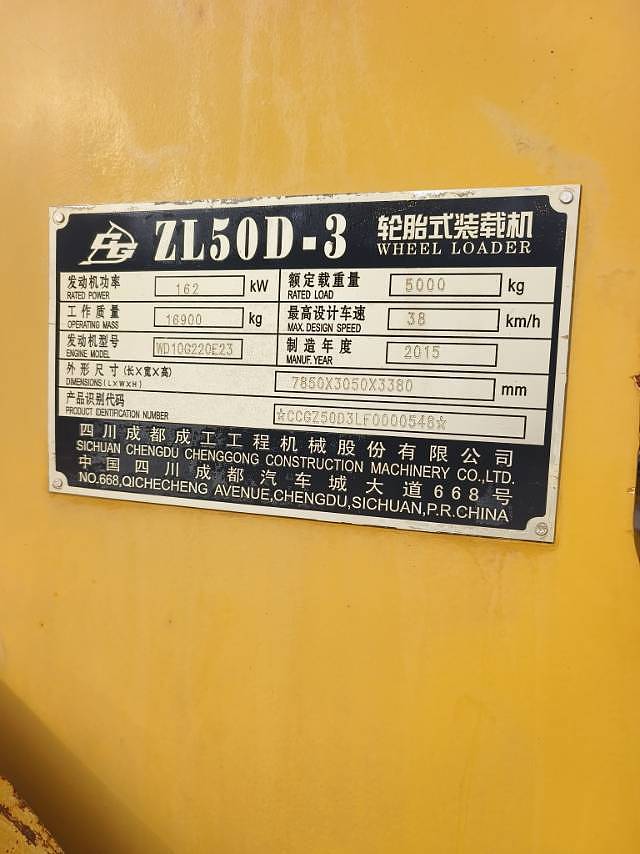 CG ZL50D-3 轮胎式装载机
WHEEL LOADER
发动机功率 162 kW 额定载重量 5000 kg
RATED POWER RATED LOAD
工作质量 16900 kg 最高设计车速 38 km/h
OPERATING MASS MAX. DESIGN SPEED
发动机型号 WD10G220E23 制造年度 2015
ENGINE MODEL MANUF. YEAR
外形尺寸(长×宽×高) 7850X3050X3380 mm
DIMENSIONS(L×W×H)
产品识别代码 ☆CCGZ50D3LF0000548☆
PRODUCT IDENTIFICATION NUMBER
四川成都成工工程机械股份有限公司
SICHUAN CHENGDU CHENGGONG CONSTRUCTION MACHINERY CO.,LTD.
中国四川成都汽车城大道668号
NO.668,QICHECHENG AVENUE,CHENGDU,SICHUAN,P.R.CHINA